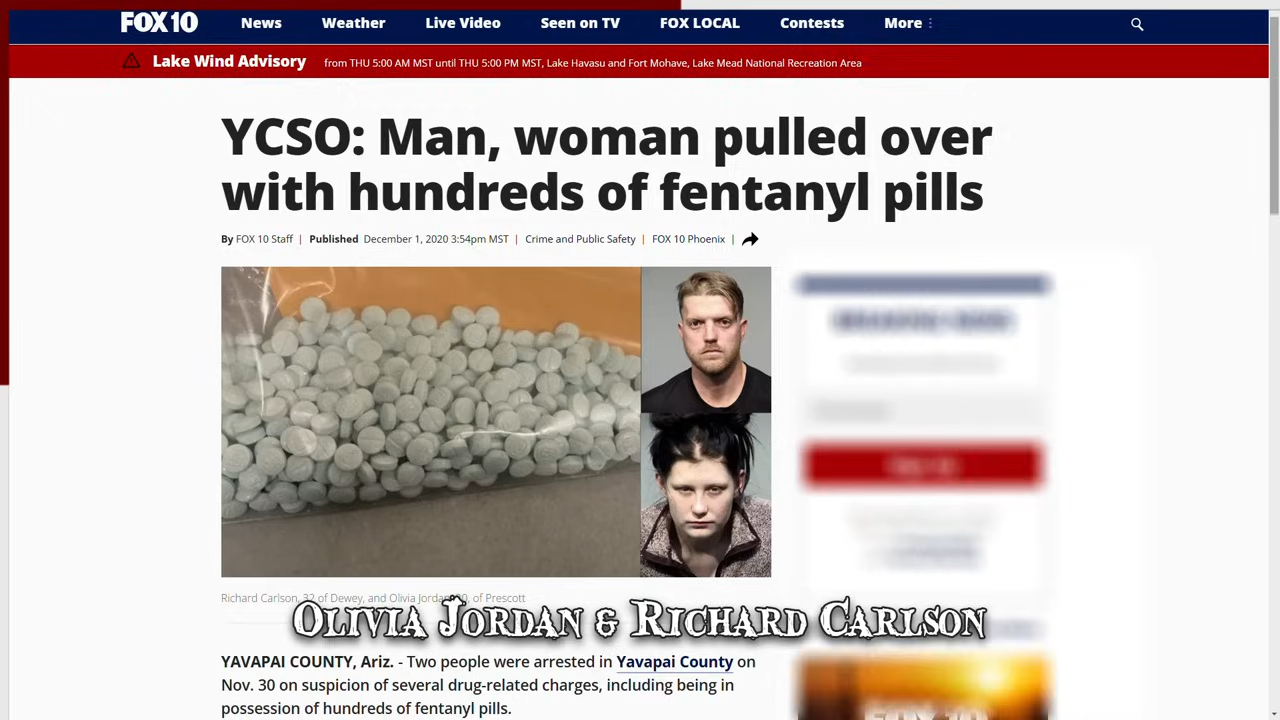 FOX 10 News Weather Live Video Seen on TV FOX LOCAL Contests More
Lake Wind Advisory from THU 5:00 AM MST until THU 5:00 PM MST, Lake Havasu and Fort Mohave, Lake Mead National Recreation Area
YCSO: Man, woman pulled over
with hundreds of fentanyl pills
By FOX 10 Staff | Published December 1, 2020 3:54pm MST | Crime and Public Safety | FOX 10 Phoenix |
Richard Carlson, 32 of Dewey, and Olivia Jordan, of Prescott
Olivia Jordan & Richard Carlson
YAVAPAI COUNTY, Ariz. - Two people were arrested in Yavapai County on
Nov. 30 on suspicion of several drug-related charges, including being in
possession of hundreds of fentanyl pills.